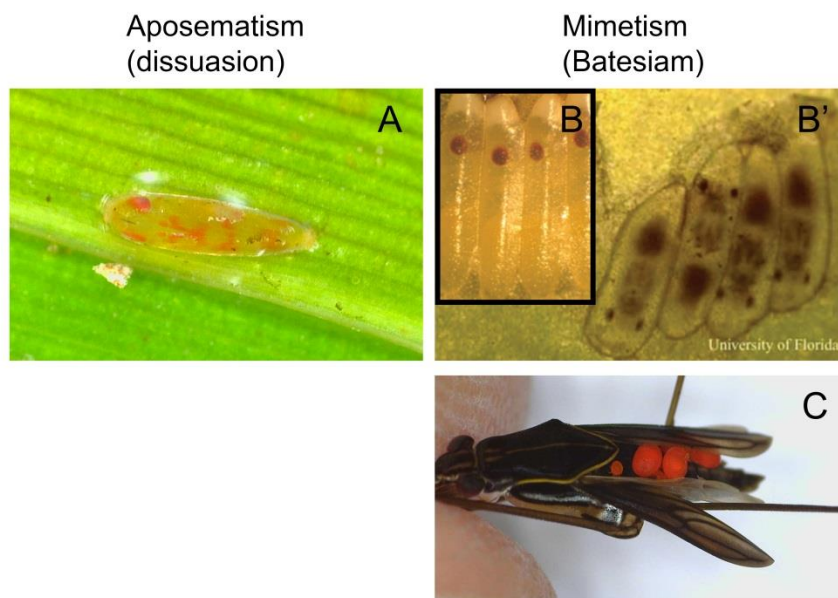 Aposematism
(dissuasion)
Mimetism
(Batesiam)
A
B
B'
University of Florida
C